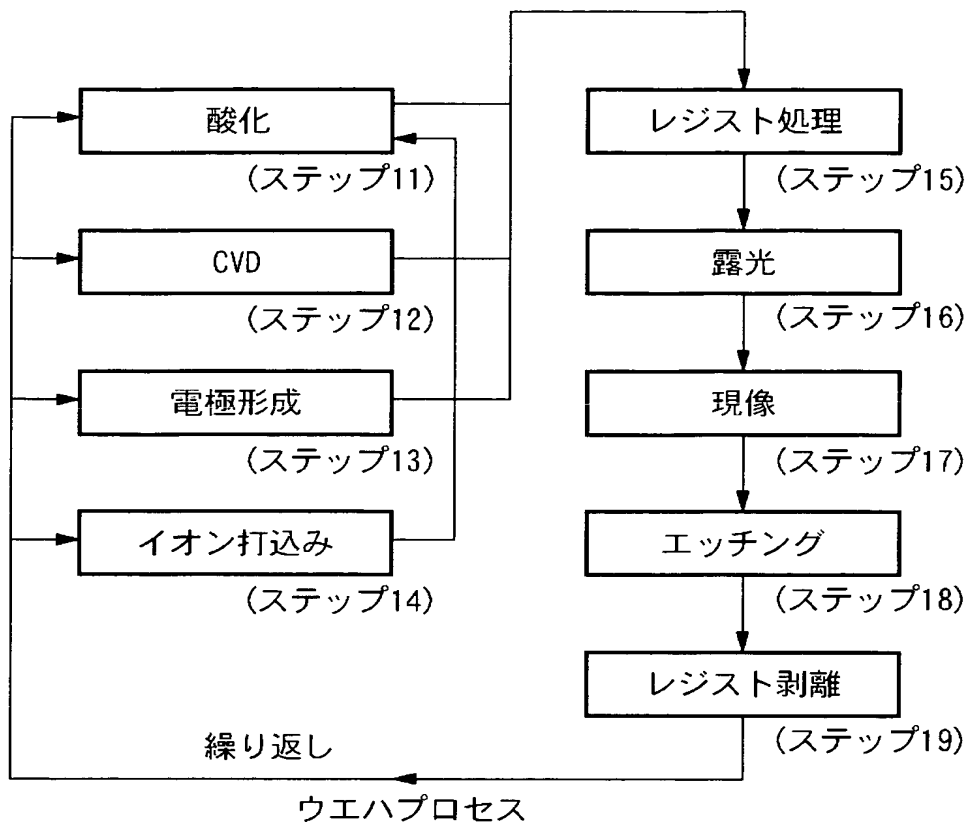 酸化
(ステップ11)
CVD
(ステップ12)
電極形成
(ステップ13)
イオン打込み
(ステップ14)
レジスト処理
(ステップ15)
露光
(ステップ16)
現像
(ステップ17)
エッチング
(ステップ18)
レジスト剥離
(ステップ19)
繰り返し
ウエハプロセス